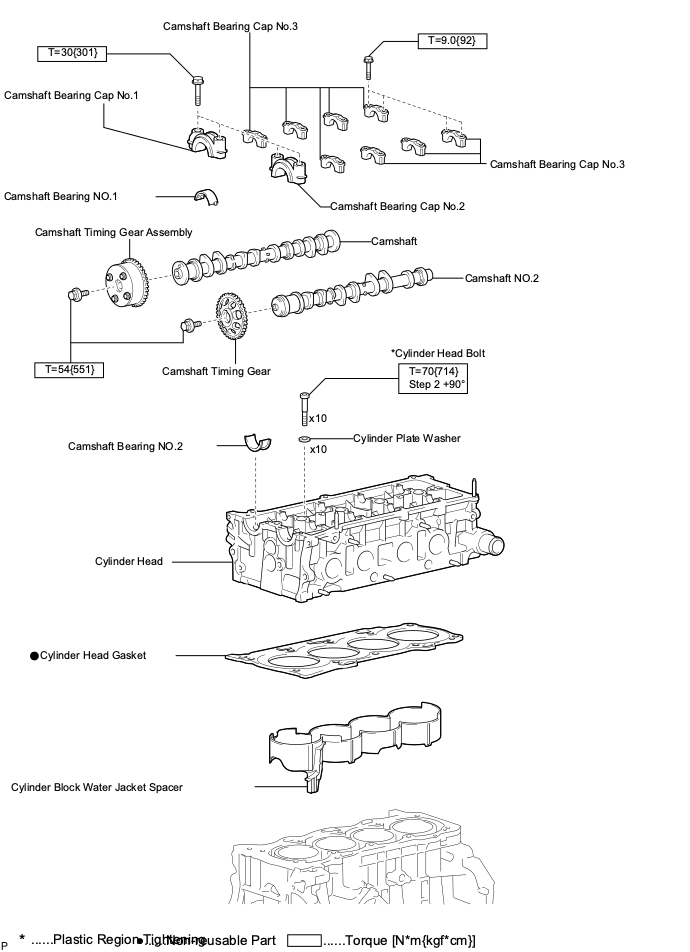 Camshaft Bearing Cap No.3
T=30{301}
T=9.0{92}
Camshaft Bearing Cap No.1
Camshaft Bearing Cap No.3
Camshaft Bearing NO.1
Camshaft Bearing Cap No.2
Camshaft Timing Gear Assembly
Camshaft
Camshaft NO.2
T=54{551}
Camshaft Timing Gear
*Cylinder Head Bolt
T=70{714}
Step 2 +90°
x10
Camshaft Bearing NO.2
Cylinder Plate Washer
x10
Cylinder Head
●Cylinder Head Gasket
Cylinder Block Water Jacket Spacer
* ......Plastic Region Tightening
●......Non-reusable Part
......Torque [N*m{kgf*cm}]
P